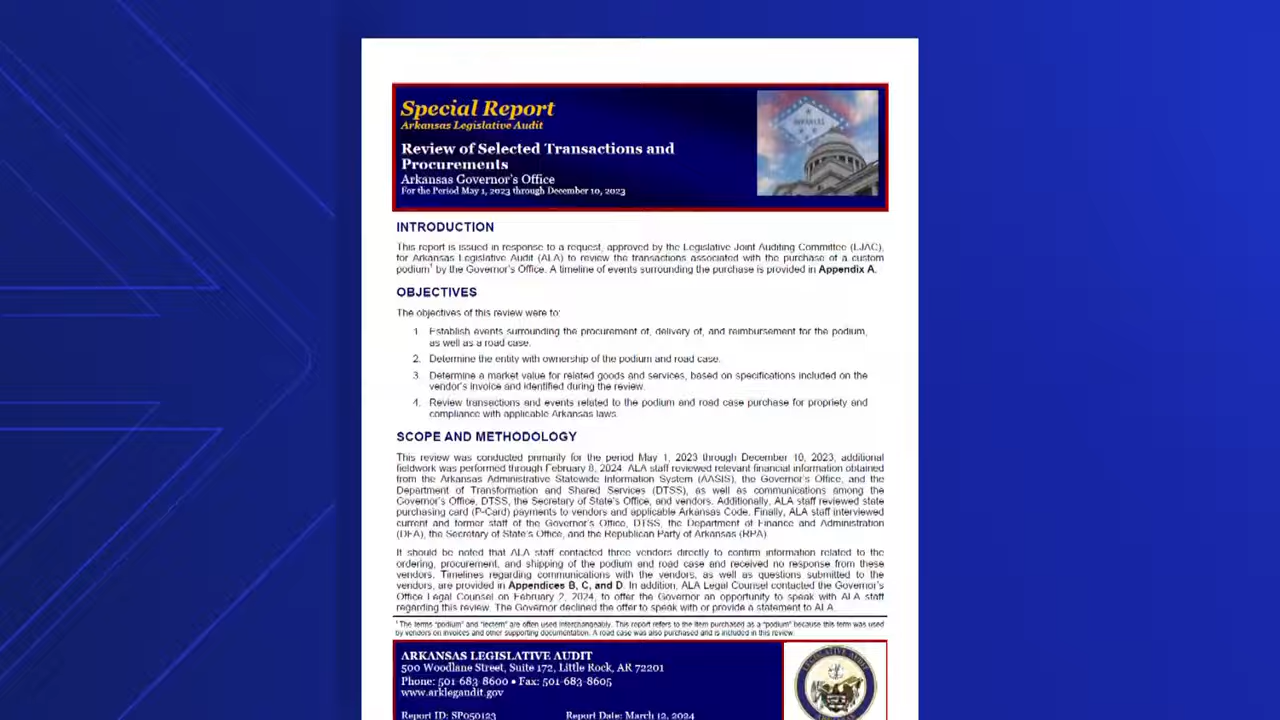 Special Report
Arkansas Legislative Audit
Review of Selected Transactions and
Procurements
Arkansas Governor's Office
For the Period May 1, 2023 through December 10, 2023
ARKANSAS
INTRODUCTION
This report is issued in response to a request, approved by the Legislative Joint Auditing Committee (LJAC),
for Arkansas Legislative Audit (ALA) to review the transactions associated with the purchase of a custom
podium¹ by the Governor's Office. A timeline of events surrounding the purchase is provided in Appendix A.
OBJECTIVES
The objectives of this review were to:
1. Establish events surrounding the procurement of, delivery of, and reimbursement for the podium,
as well as a road case.
2. Determine the entity with ownership of the podium and road case.
3. Determine a market value for related goods and services, based on specifications included on the
vendor's invoice and identified during the review.
4. Review transactions and events related to the podium and road case purchase for propriety and
compliance with applicable Arkansas laws.
SCOPE AND METHODOLOGY
This review was conducted primarily for the period May 1, 2023 through December 10, 2023; additional
fieldwork was performed through February 8, 2024. ALA staff reviewed relevant financial information obtained
from the Arkansas Administrative Statewide Information System (AASIS), the Governor's Office, and the
Department of Transformation and Shared Services (DTSS), as well as communications among the
Governor's Office, DTSS, the Secretary of State's Office, and vendors. Additionally, ALA staff reviewed state
purchasing card (P-Card) payments to vendors and applicable Arkansas Code. Finally, ALA staff interviewed
current and former staff of the Governor's Office, DTSS, the Department of Finance and Administration
(DFA), the Secretary of State's Office, and the Republican Party of Arkansas (RPA)
It should be noted that ALA staff contacted three vendors directly to confirm information related to the
ordering, procurement, and shipping of the podium and road case and received no response from these
vendors. Timelines regarding communications with the vendors, as well as questions submitted to the
vendors, are provided in Appendices B, C, and D. In addition, ALA Legal Counsel contacted the Governor's
Office Legal Counsel on February 2, 2024, to offer the Governor an opportunity to speak with ALA staff
regarding this review. The Governor declined the offer to speak with or provide a statement to ALA.
¹ The terms "podium" and "lectern" are often used interchangeably. This report refers to the item purchased as a "podium" because this term was used
by vendors on invoices and other supporting documentation. A road case was also purchased and is included in this review.
ARKANSAS LEGISLATIVE AUDIT
500 Woodlane Street, Suite 172, Little Rock, AR 72201
Phone: 501-683-8600 • Fax: 501-683-8605
www.arklegaudit.gov
Report ID: SP050123 Report Date: March 12, 2024
LEGISLATIVE AUDIT